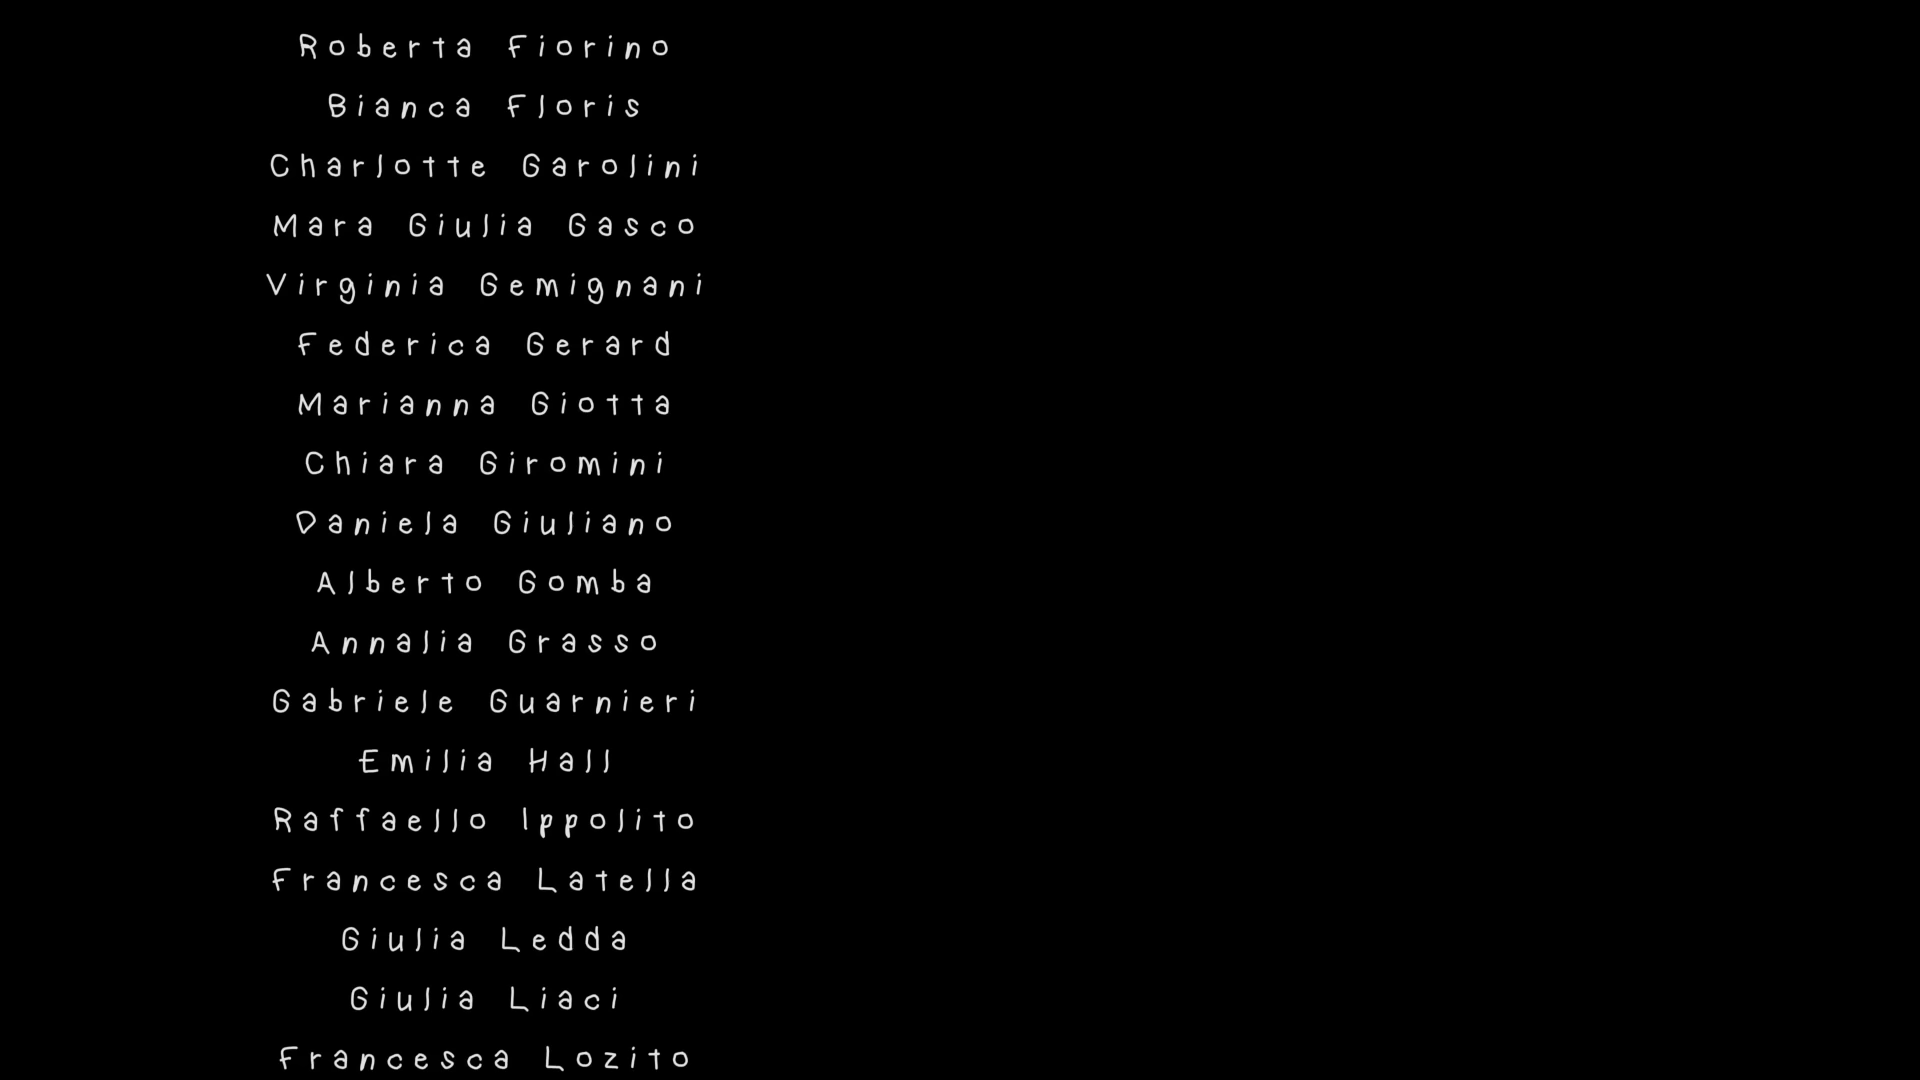 Roberta Fiorino
Bianca Floris
Charlotte Garolini
Mara Giulia Gasco
Virginia Gemignani
Federica Gerard
Marianna Giotta
Chiara Giromini
Daniela Giuliano
Alberto Gomba
Annalia Grasso
Gabriele Guarnieri
Emilia Hall
Raffaello Ippolito
Francesca Latella
Giulia Ledda
Giulia Liaci
Francesca Lozito